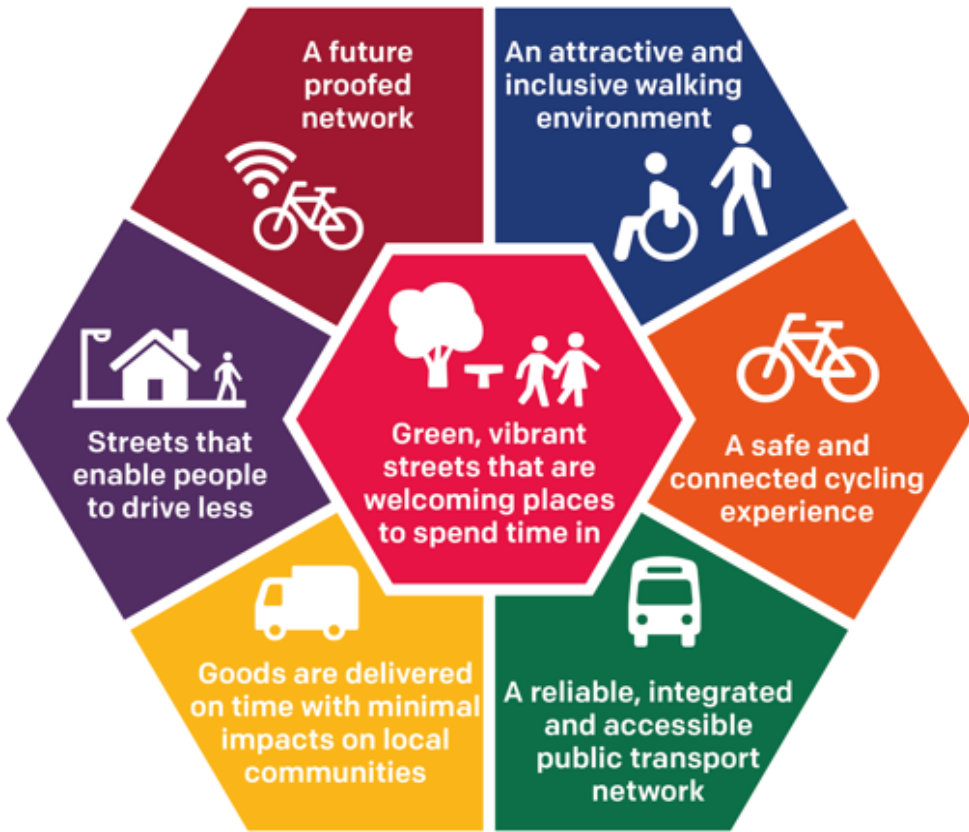 A future
proofed
network
An attractive and
inclusive walking
environment
Streets that
enable people
to drive less
Green, vibrant
streets that are
welcoming places
to spend time in
A safe and
connected cycling
experience
Goods are delivered
on time with minimal
impacts on local
communities
A reliable, integrated
and accessible
public transport
network